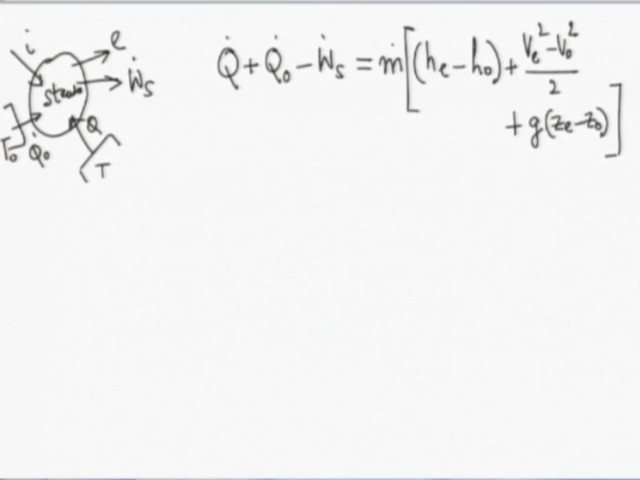 i
e
Ẇs
steady
Q
T₀ Q̇₀
T
Q̇ + Q̇₀ − Ẇs = ṁ[(he − h₀) + (Ve² − V₀²)/2
+ g(ze − z₀)]